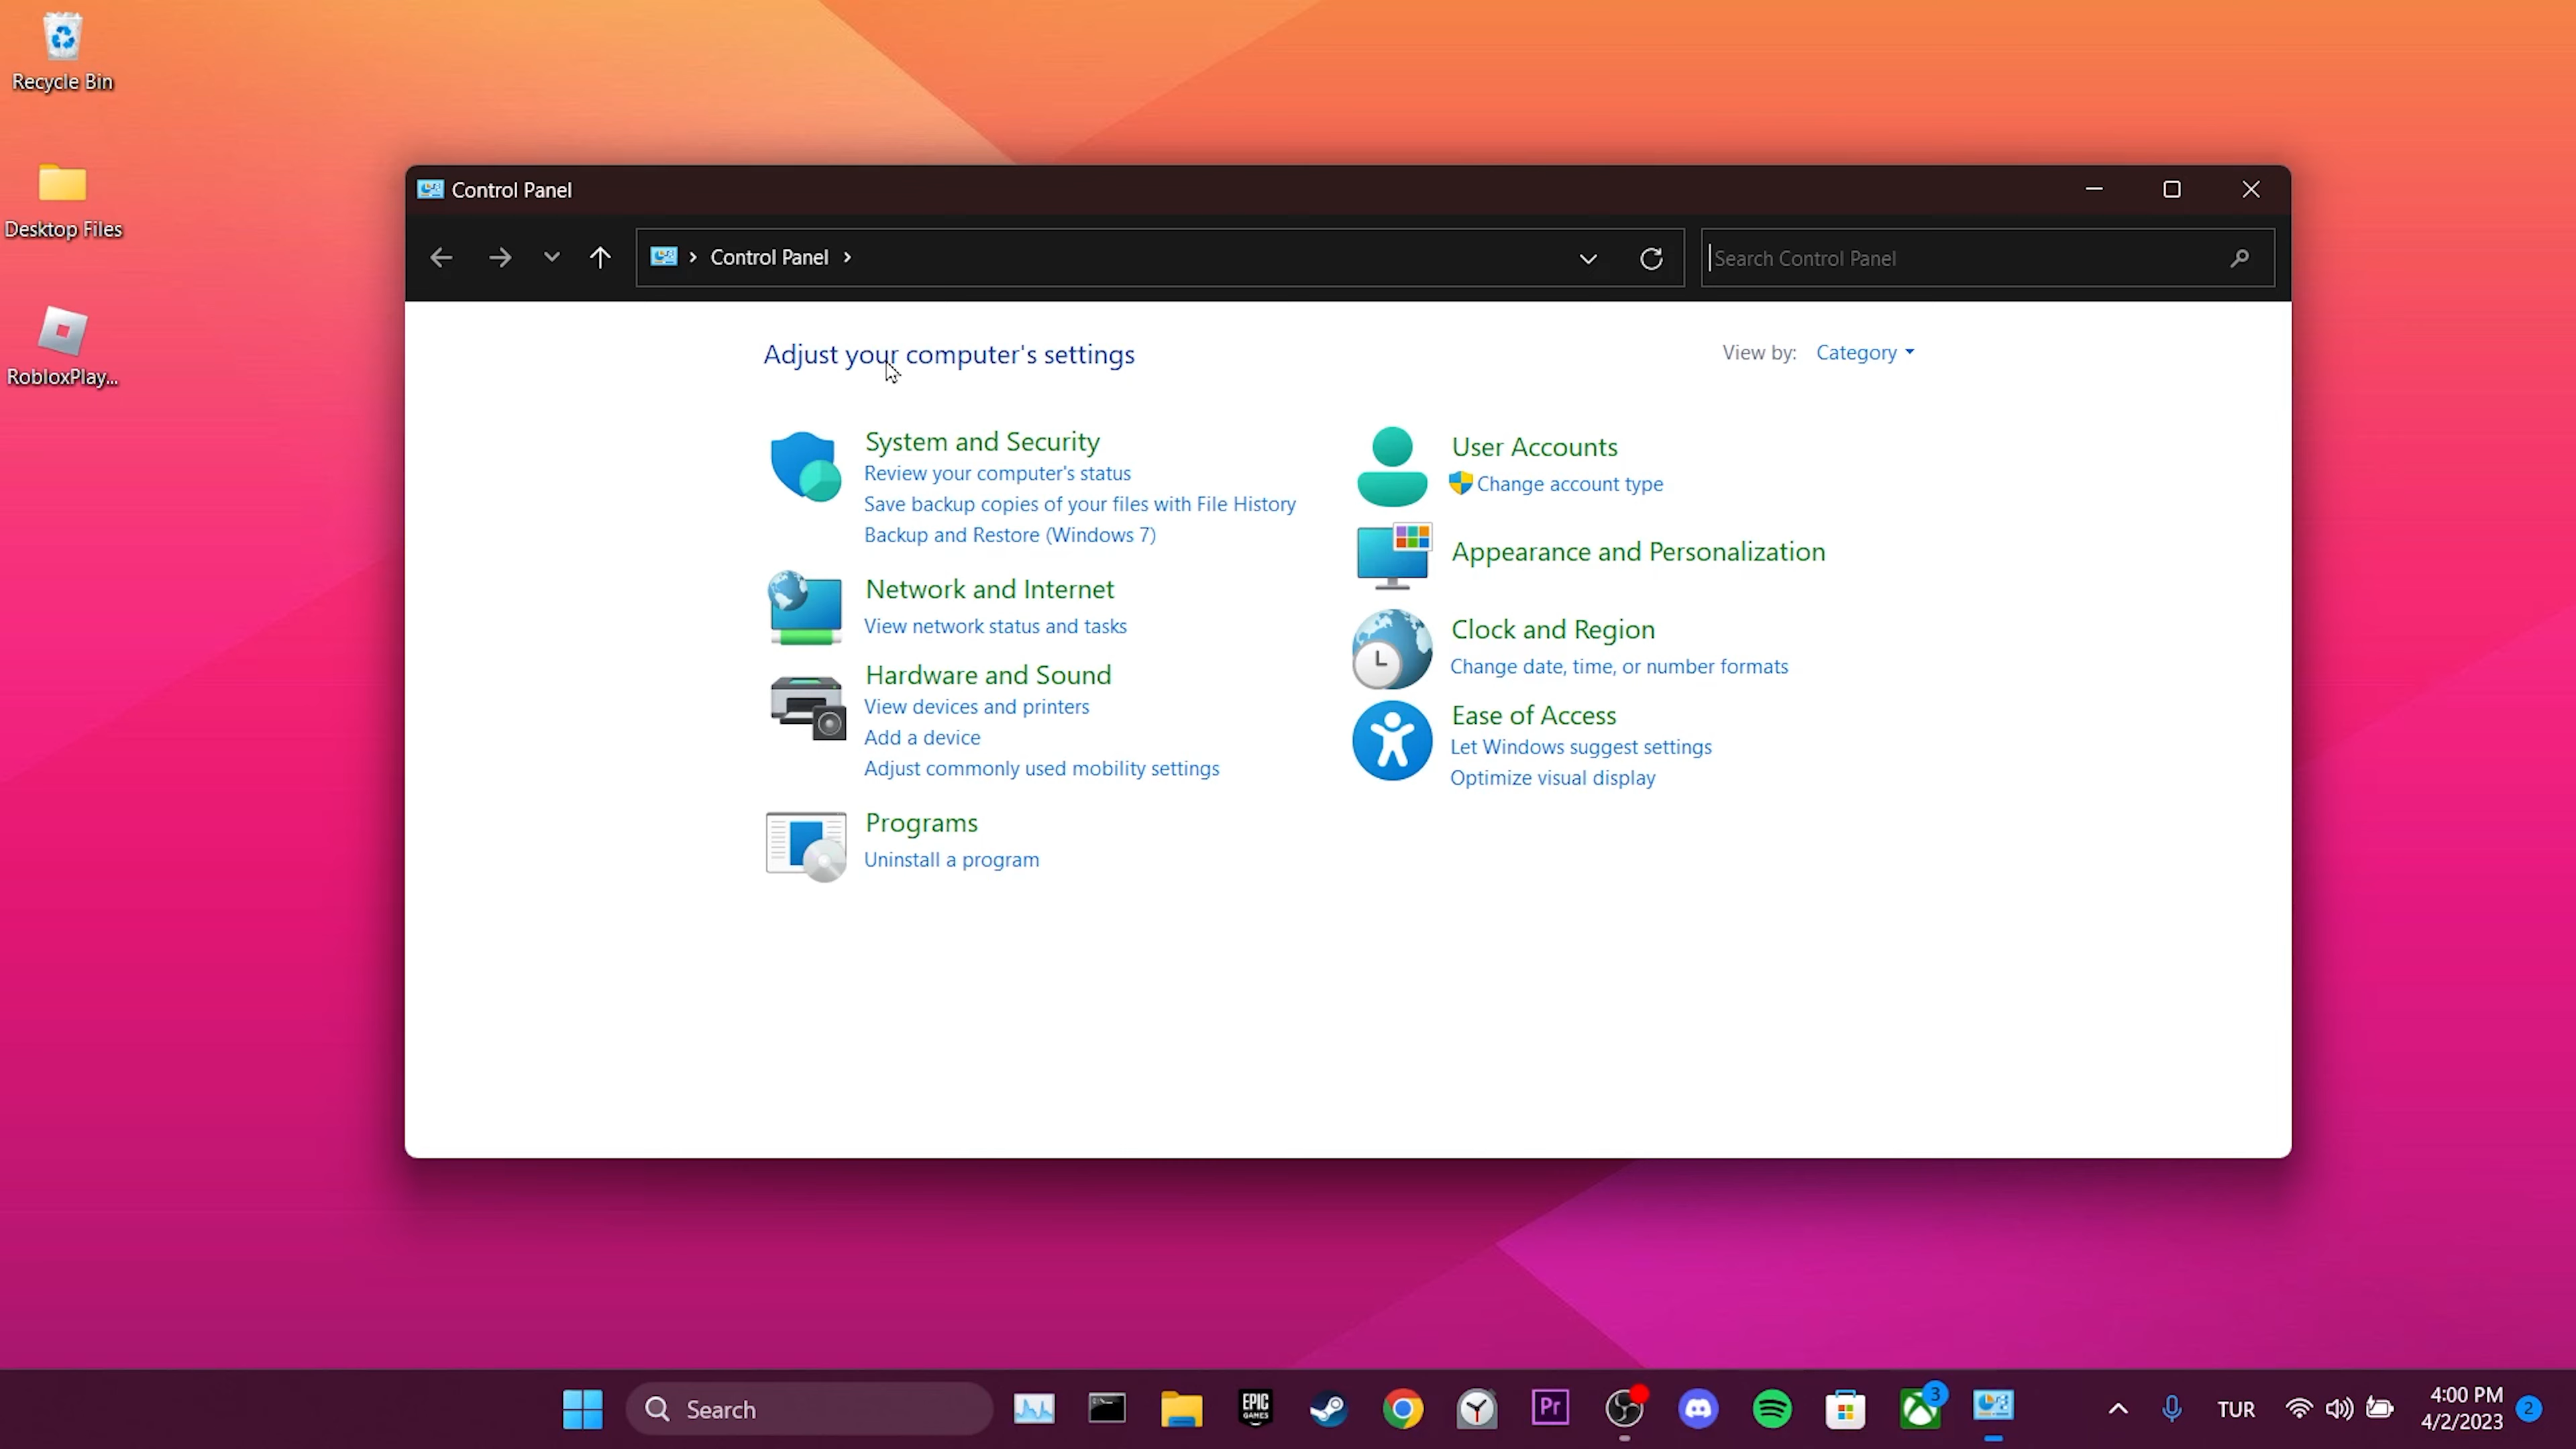 Recycle Bin
Desktop Files
RobloxPlay...
Control Panel
Control Panel
Search Control Panel
Adjust your computer's settings
View by: Category
System and Security
Review your computer's status
Save backup copies of your files with File History
Backup and Restore (Windows 7)
Network and Internet
View network status and tasks
Hardware and Sound
View devices and printers
Add a device
Adjust commonly used mobility settings
Programs
Uninstall a program
User Accounts
Change account type
Appearance and Personalization
Clock and Region
Change date, time, or number formats
Ease of Access
Let Windows suggest settings
Optimize visual display
Search
EPIC
GAMES
Pr
3
TUR
4:00 PM
4/2/2023
2